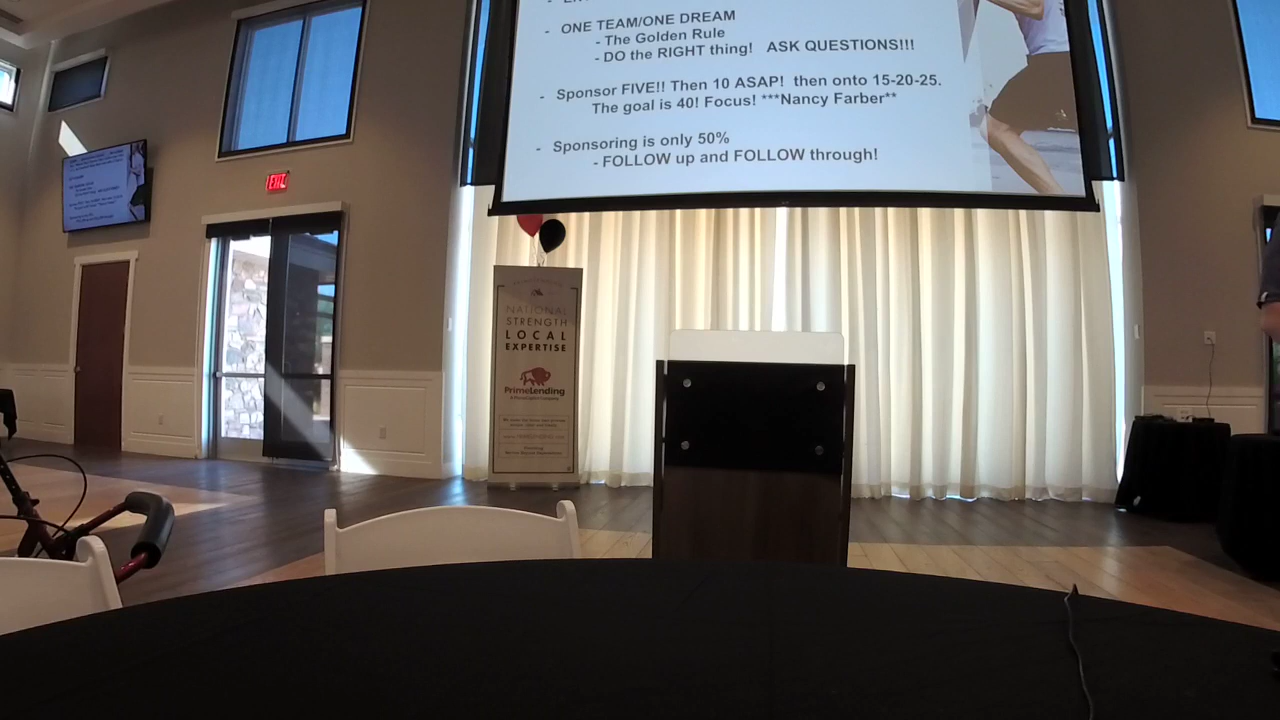 - ONE TEAM/ONE DREAM
- The Golden Rule
- DO the RIGHT thing! ASK QUESTIONS!!!
- Sponsor FIVE!! Then 10 ASAP! then onto 15-20-25.
The goal is 40! Focus! ***Nancy Farber**
- Sponsoring is only 50%
- FOLLOW up and FOLLOW through!
EXIT
NATIONAL
STRENGTH
LOCAL
EXPERTISE
PrimeLending